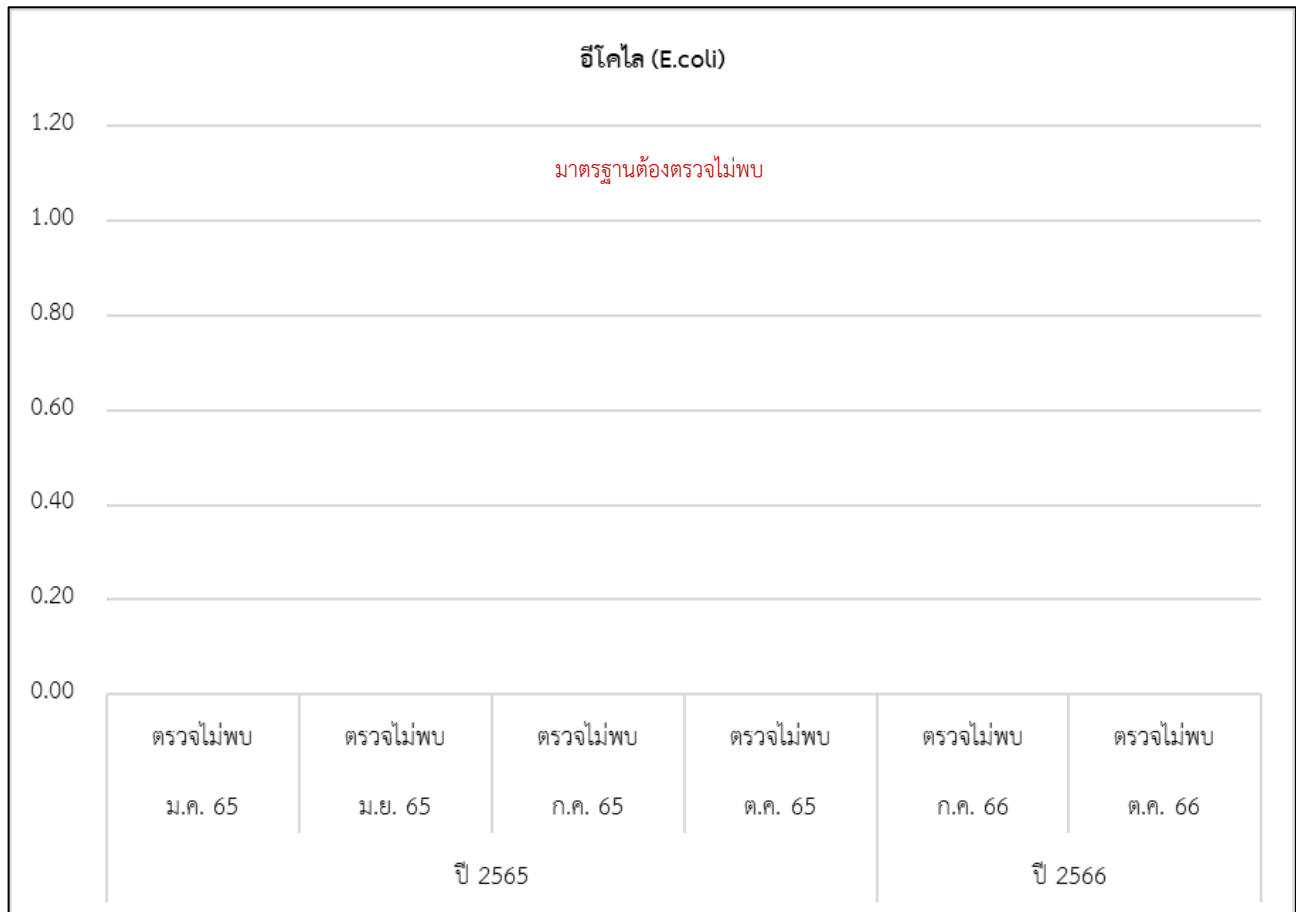 อีโคไล (E.coli)
1.20
มาตรฐานต้องตรวจไม่พบ
1.00
0.80
0.60
0.40
0.20
0.00
ตรวจไม่พบ ตรวจไม่พบ ตรวจไม่พบ ตรวจไม่พบ ตรวจไม่พบ ตรวจไม่พบ
ม.ค. 65 ม.ย. 65 ก.ค. 65 ต.ค. 65 ก.ค. 66 ต.ค. 66
ปี 2565 ปี 2566